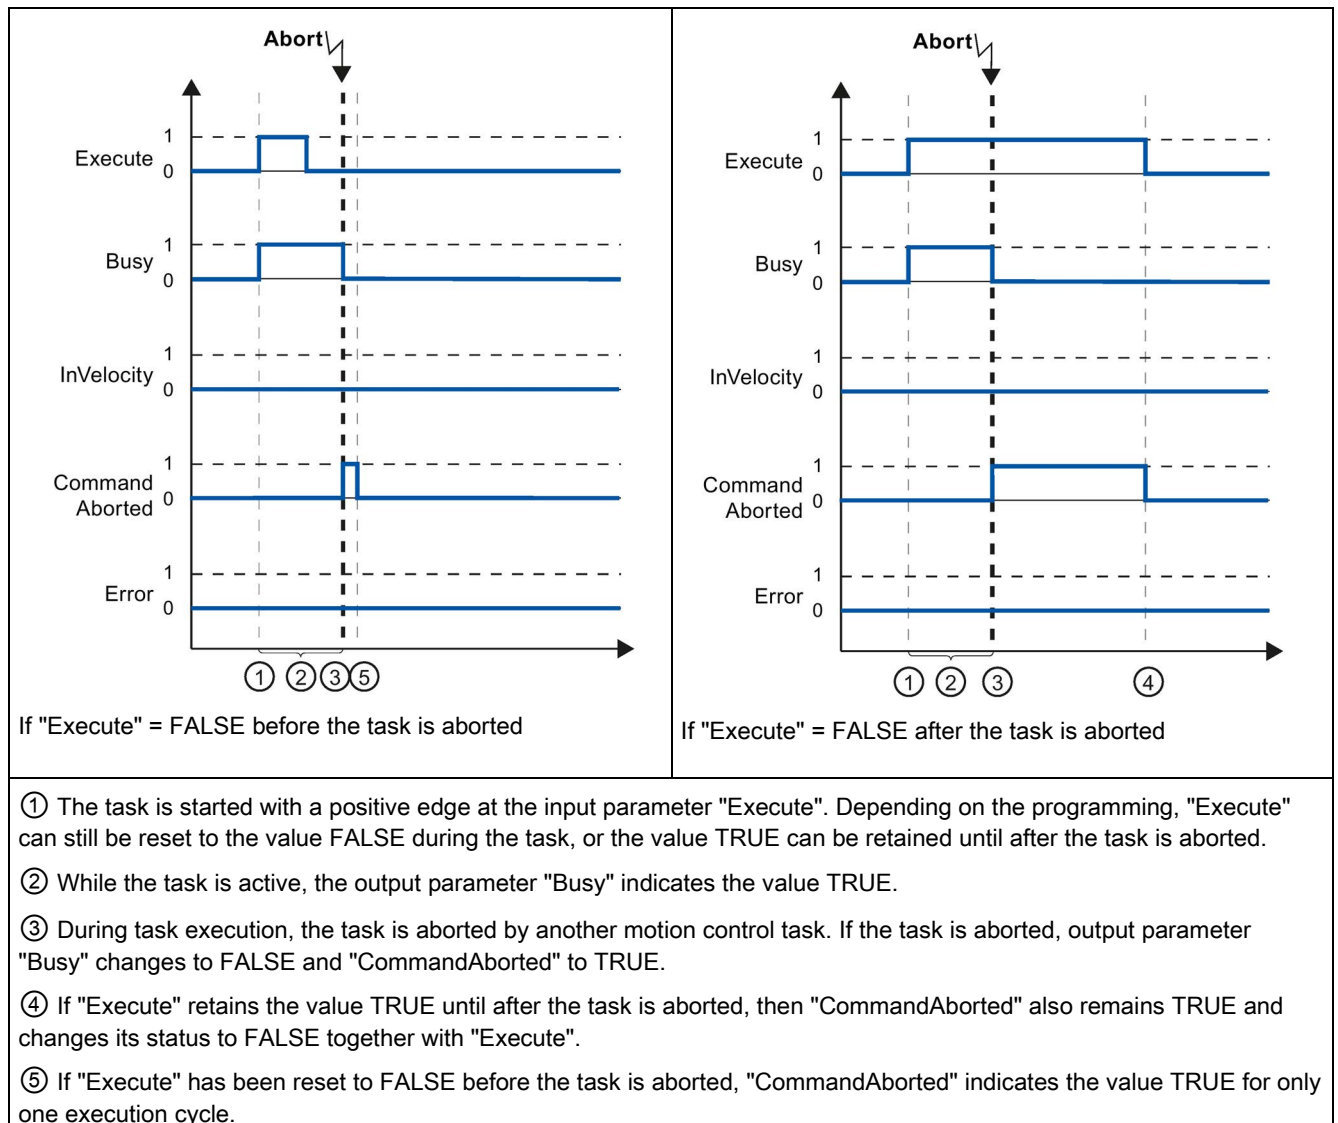 Abort
1
Execute 0
1
Busy 0
1
InVelocity 0
1
Command
Aborted 0
1
Error 0
① ② ③ ⑤
If "Execute" = FALSE before the task is aborted
Abort
1
Execute 0
1
Busy 0
1
InVelocity 0
1
Command
Aborted 0
1
Error 0
① ② ③ ④
If "Execute" = FALSE after the task is aborted
① The task is started with a positive edge at the input parameter "Execute". Depending on the programming, "Execute"
can still be reset to the value FALSE during the task, or the value TRUE can be retained until after the task is aborted.
② While the task is active, the output parameter "Busy" indicates the value TRUE.
③ During task execution, the task is aborted by another motion control task. If the task is aborted, output parameter
"Busy" changes to FALSE and "CommandAborted" to TRUE.
④ If "Execute" retains the value TRUE until after the task is aborted, then "CommandAborted" also remains TRUE and
changes its status to FALSE together with "Execute".
⑤ If "Execute" has been reset to FALSE before the task is aborted, "CommandAborted" indicates the value TRUE for only
one execution cycle.